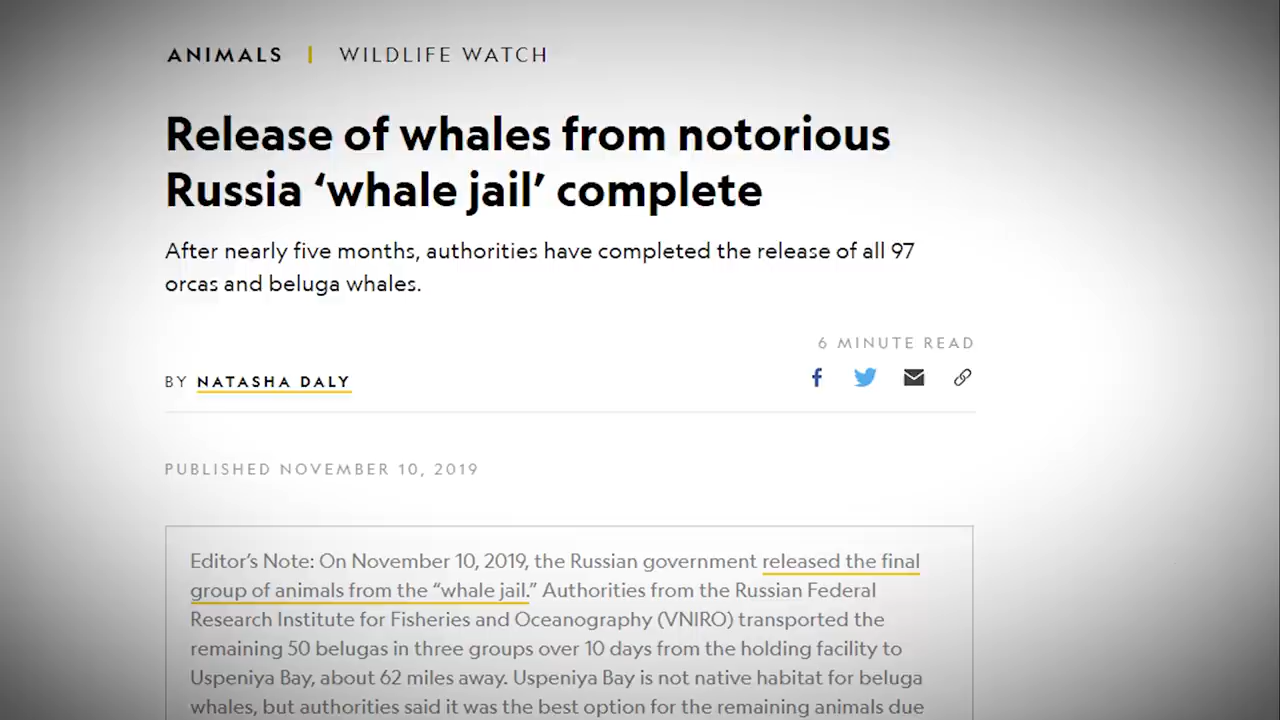 ANIMALS | WILDLIFE WATCH
Release of whales from notorious
Russia ‘whale jail’ complete
After nearly five months, authorities have completed the release of all 97
orcas and beluga whales.
6 MINUTE READ
BY NATASHA DALY
PUBLISHED NOVEMBER 10, 2019
Editor’s Note: On November 10, 2019, the Russian government released the final
group of animals from the “whale jail.” Authorities from the Russian Federal
Research Institute for Fisheries and Oceanography (VNIRO) transported the
remaining 50 belugas in three groups over 10 days from the holding facility to
Uspeniya Bay, about 62 miles away. Uspeniya Bay is not native habitat for beluga
whales, but authorities said it was the best option for the remaining animals due